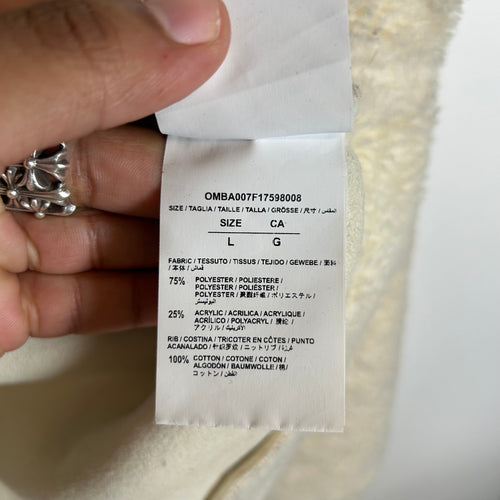 OMBA007F17598008
SIZE / TAGLIA / TAILLE / TALLA / GRÖSSE / 尺寸 / المقاس
SIZE CA
L G
FABRIC / TESSUTO / TISSUS / TEJIDO / GEWEBE / 面料
/ 本体 / قماش
75% POLYESTER / POLIESTERE /
POLYESTER / POLIÉSTER /
POLYESTER / 聚酯纤维 / ポリエステル /
البوليستر
25% ACRYLIC / ACRILICA / ACRYLIQUE /
ACRÍLICO / POLYACRYL / 腈纶 /
アクリル / الأكريليك
RIB / COSTINA / TRICOTER EN CÔTES / PUNTO
ACANALADO / 针织罗纹 / ニットリブ /
100% COTTON / COTONE / COTON /
ALGODÓN / BAUMWOLLE / 棉/
コットン / القطن